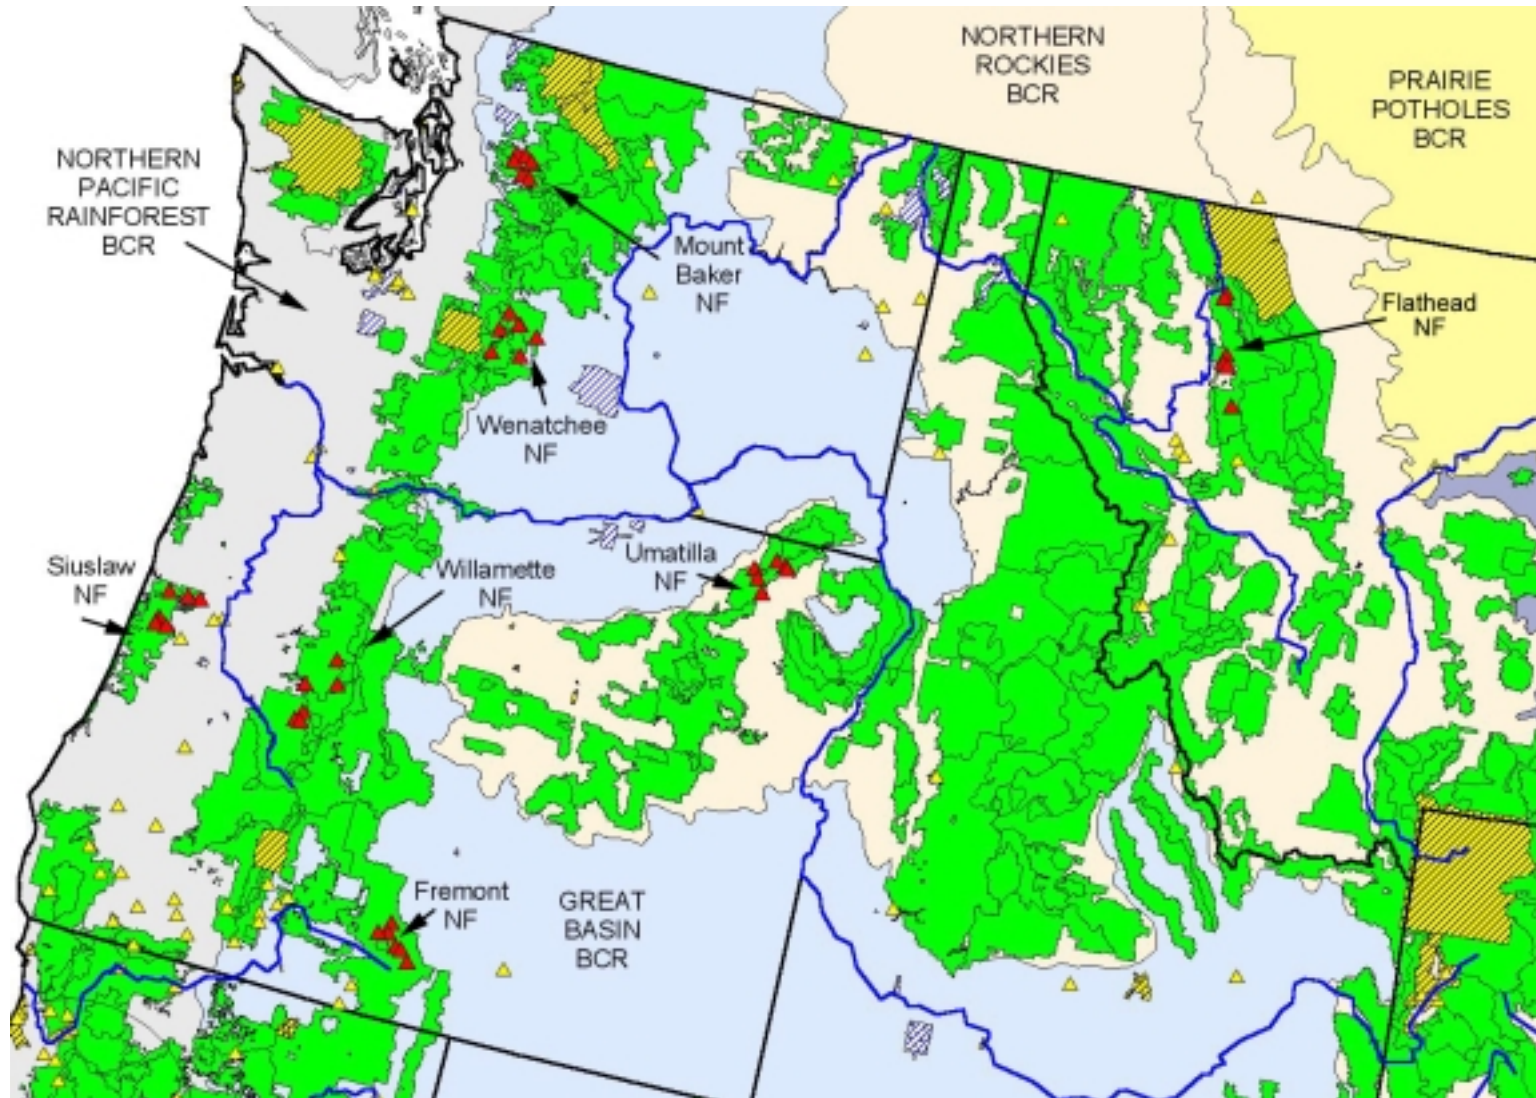 NORTHERN
ROCKIES
BCR
PRAIRIE
POTHOLES
BCR
NORTHERN
PACIFIC
RAINFOREST
BCR
Mount
Baker
NF
Flathead
NF
Wenatchee
NF
Siuslaw
NF
Willamette
NF
Umatilla
NF
Fremont
NF
GREAT
BASIN
BCR